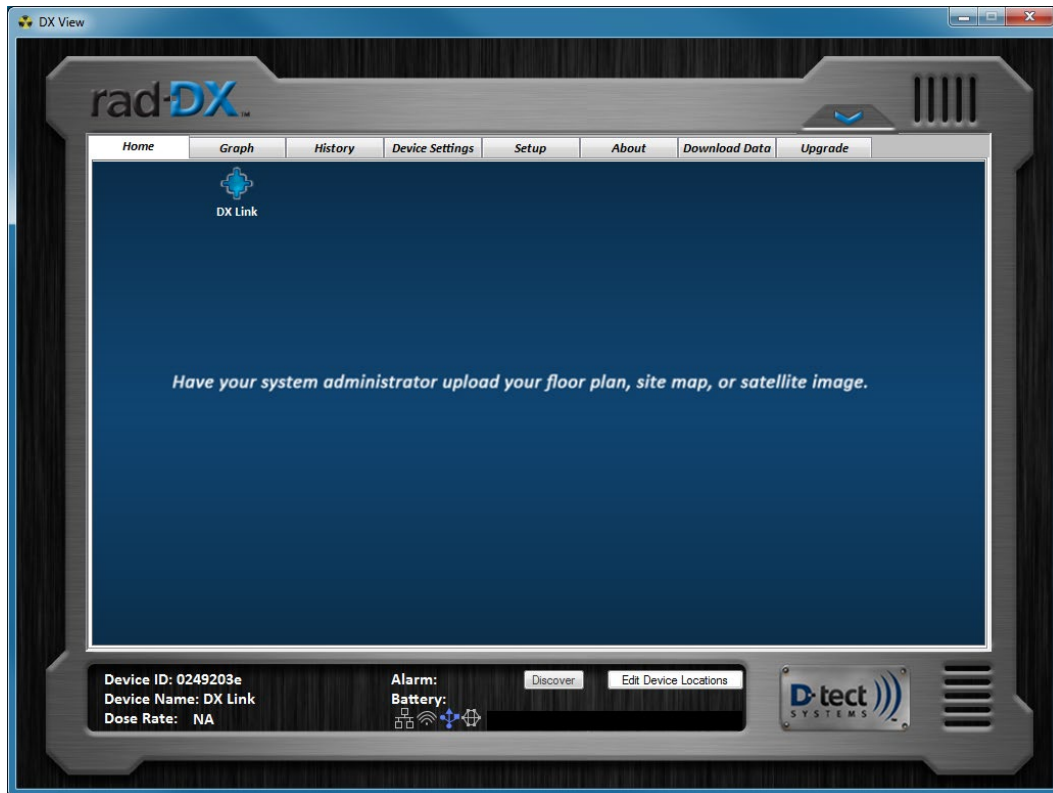 DX View
rad-DX™
Home Graph History Device Settings Setup About Download Data Upgrade
DX Link
Have your system administrator upload your floor plan, site map, or satellite image.
Device ID: 0249203e
Device Name: DX Link
Dose Rate: NA
Alarm:
Battery:
Discover
Edit Device Locations
D-tect
SYSTEMS